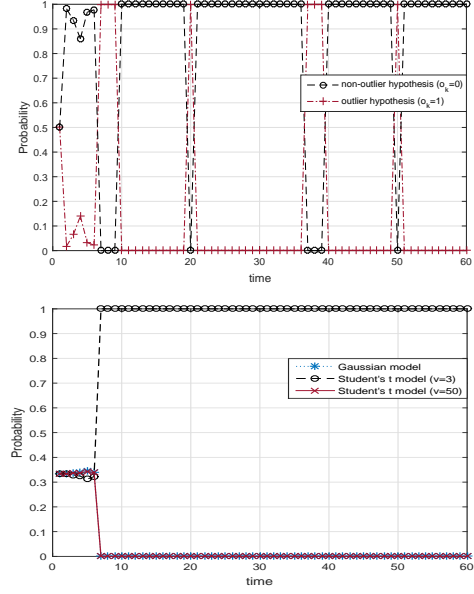 1
0.9
0.8
0.7
0.6
0.5
0.4
0.3
0.2
0.1
0
Probability
non-outlier hypothesis (o_k=0)
outlier hypothesis (o_k=1)
0 10 20 30 40 50 60
time
1
0.9
0.8
0.7
0.6
0.5
0.4
0.3
0.2
0.1
0
Probability
Gaussian model
Student's t model (v=3)
Student's t model (v=50)
0 10 20 30 40 50 60
time